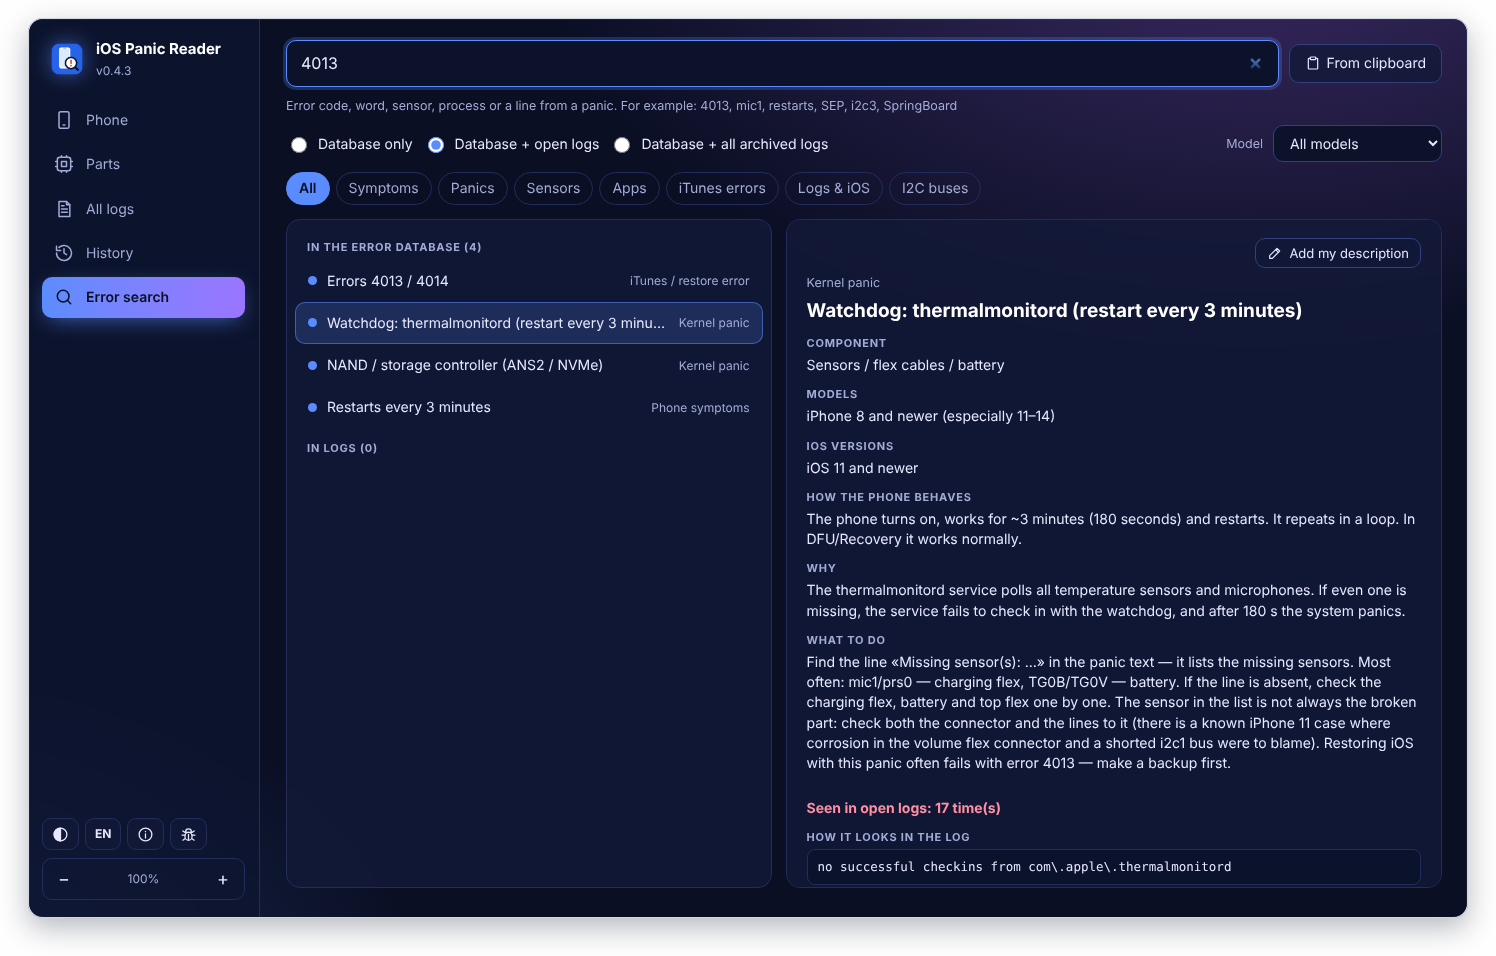 iOS Panic Reader
v0.4.3
Phone
Parts
All logs
History
Error search
EN
− 100% +
4013
From clipboard
Error code, word, sensor, process or a line from a panic. For example: 4013, mic1, restarts, SEP, i2c3, SpringBoard
Database only Database + open logs Database + all archived logs
Model All models
All Symptoms Panics Sensors Apps iTunes errors Logs & iOS I2C buses
IN THE ERROR DATABASE (4)
Errors 4013 / 4014 iTunes / restore error
Watchdog: thermalmonitord (restart every 3 minu... Kernel panic
NAND / storage controller (ANS2 / NVMe) Kernel panic
Restarts every 3 minutes Phone symptoms
IN LOGS (0)
Add my description
Kernel panic
Watchdog: thermalmonitord (restart every 3 minutes)
COMPONENT
Sensors / flex cables / battery
MODELS
iPhone 8 and newer (especially 11–14)
IOS VERSIONS
iOS 11 and newer
HOW THE PHONE BEHAVES
The phone turns on, works for ~3 minutes (180 seconds) and restarts. It repeats in a loop. In
DFU/Recovery it works normally.
WHY
The thermalmonitord service polls all temperature sensors and microphones. If even one is
missing, the service fails to check in with the watchdog, and after 180 s the system panics.
WHAT TO DO
Find the line «Missing sensor(s): ...» in the panic text — it lists the missing sensors. Most
often: mic1/prs0 — charging flex, TG0B/TG0V — battery. If the line is absent, check the
charging flex, battery and top flex one by one. The sensor in the list is not always the broken
part: check both the connector and the lines to it (there is a known iPhone 11 case where
corrosion in the volume flex connector and a shorted i2c1 bus were to blame). Restoring iOS
with this panic often fails with error 4013 — make a backup first.
Seen in open logs: 17 time(s)
HOW IT LOOKS IN THE LOG
no successful checkins from com\.apple\.thermalmonitord